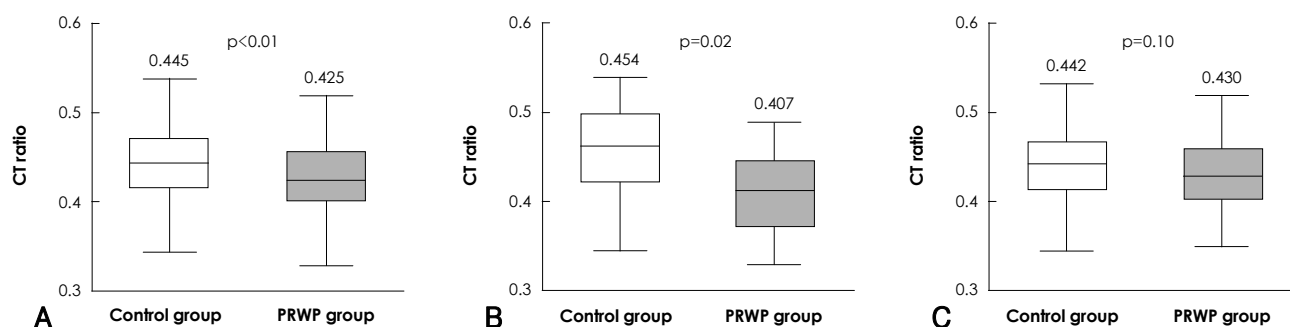 0.6
p<0.01
0.445
0.425
0.5
CT ratio
0.4
0.3
A
Control group
PRWP group
0.6
p=0.02
0.454
0.407
0.5
CT ratio
0.4
0.3
B
Control group
PRWP group
0.6
p=0.10
0.442
0.430
0.5
CT ratio
0.4
0.3
C
Control group
PRWP group